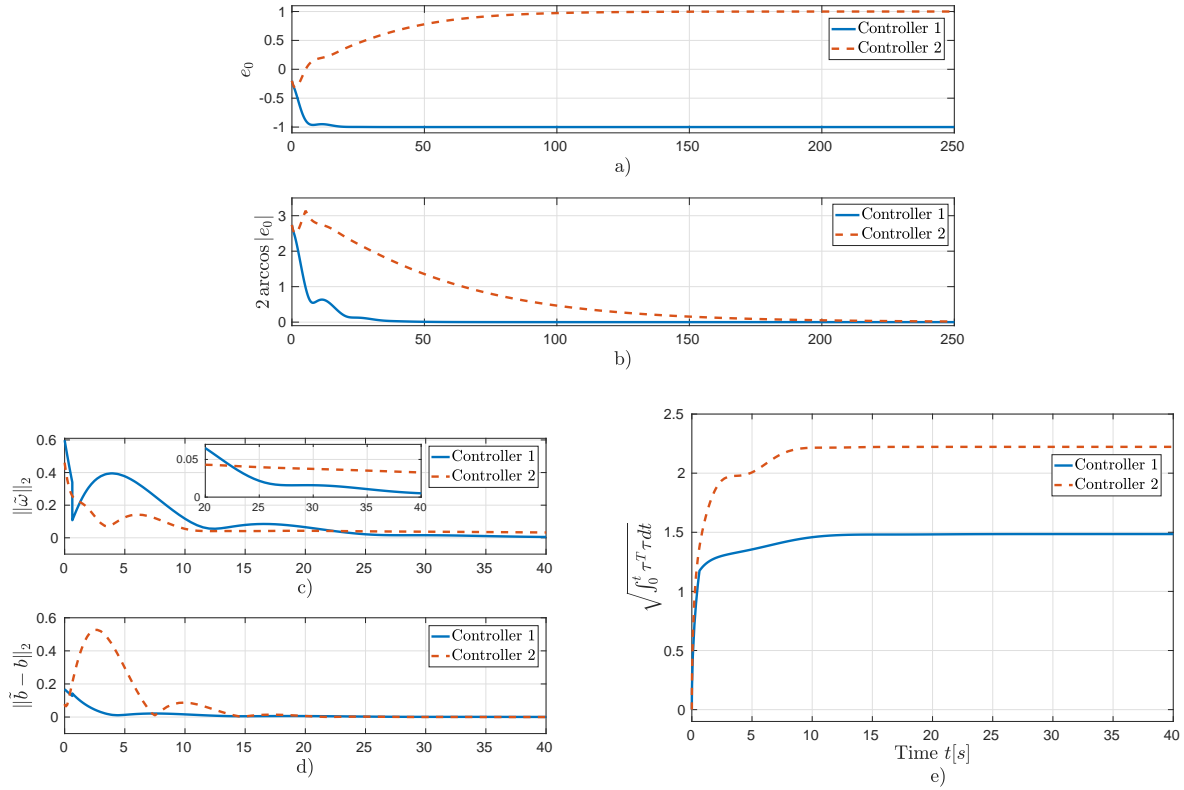 1
0.5
0
-0.5
-1
e₀
Controller 1
Controller 2
0 50 100 150 200 250
a)
3
2
1
0
2 arccos |e₀|
Controller 1
Controller 2
0 50 100 150 200 250
b)
0.6
0.4
0.2
0
||ω̃||₂
0.05
0
20 25 30 35 40
Controller 1
Controller 2
0 5 10 15 20 25 30 35 40
c)
0.6
0.4
0.2
0
||b̃ − b||₂
Controller 1
Controller 2
0 5 10 15 20 25 30 35 40
d)
2.5
2
1.5
1
0.5
0
√∫₀ᵗ τᵀτdt
Controller 1
Controller 2
0 5 10 15 20 25 30 35 40
Time t[s]
e)